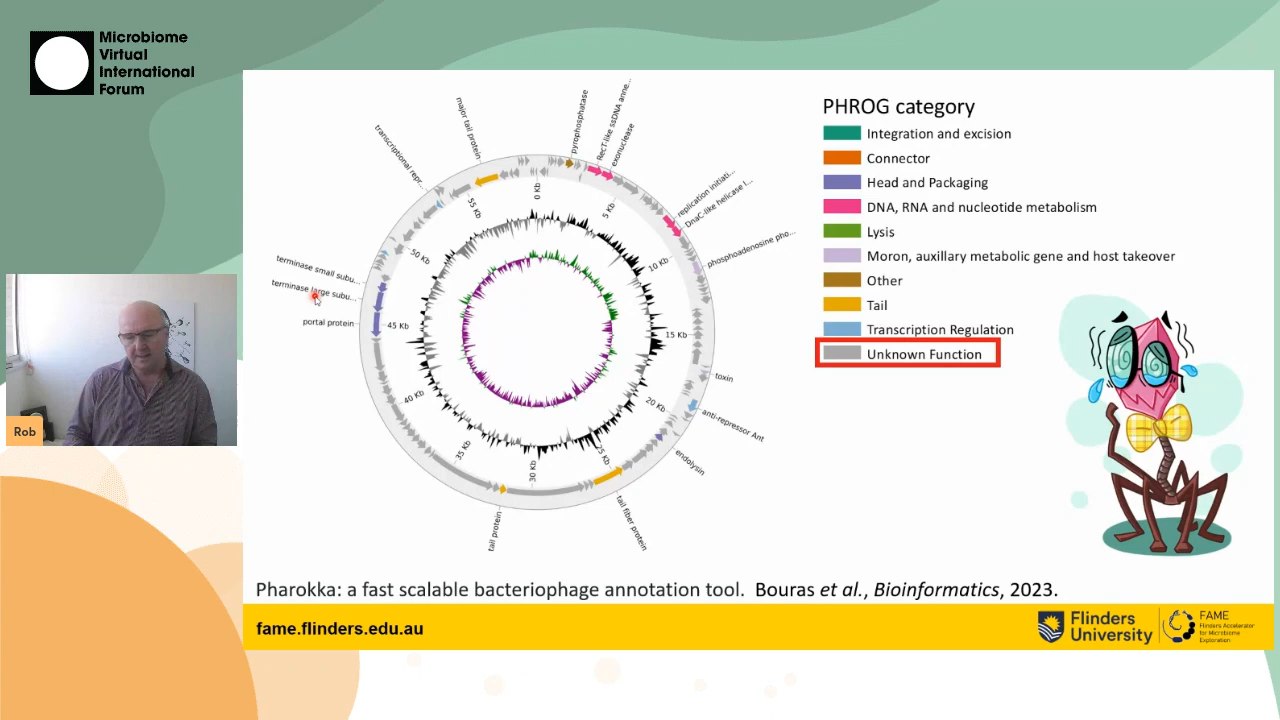 Microbiome
Virtual
International
Forum
PHROG category
Integration and excision
Connector
Head and Packaging
DNA, RNA and nucleotide metabolism
Lysis
Moron, auxillary metabolic gene and host takeover
Other
Tail
Transcription Regulation
Unknown Function
major tail protein
transcriptional repr...
pyrophosphatase
RecT-like ssDNA anne...
exonuclease
replication initiati...
DnaC-like helicase l...
phosphoadenosine pho...
toxin
anti-repressor Ant
endolysin
tail fiber protein
tail protein
portal protein
terminase large subu...
terminase small subu...
0 Kb
5 Kb
10 Kb
15 Kb
20 Kb
25 Kb
30 Kb
35 Kb
40 Kb
45 Kb
50 Kb
55 Kb
Rob
Pharokka: a fast scalable bacteriophage annotation tool. Bouras et al., Bioinformatics, 2023.
fame.flinders.edu.au
Flinders
University
FAME
Flinders Accelerator
for Microbiome
Exploration